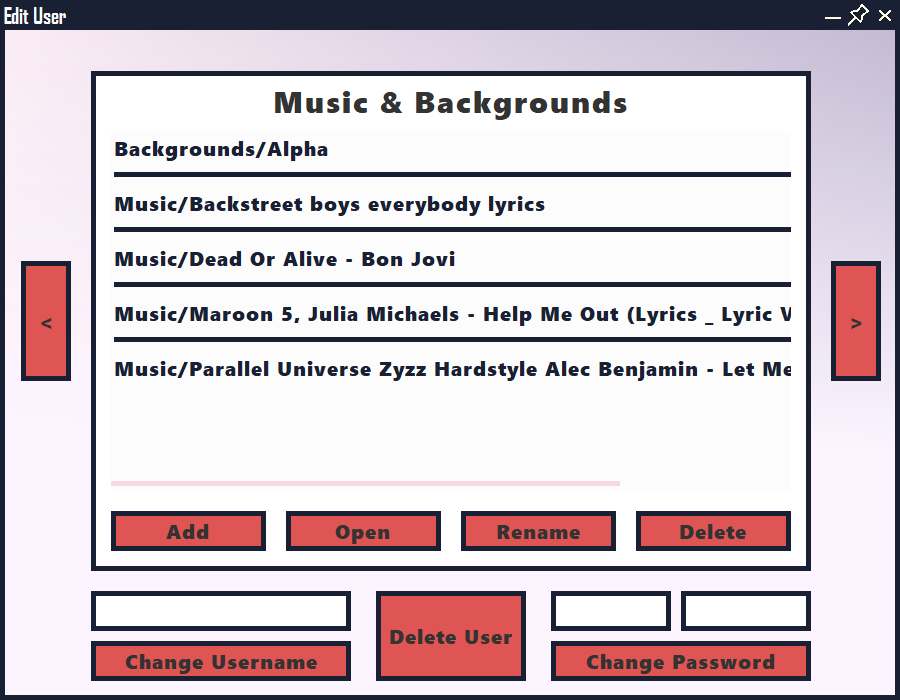 Edit User
Music & Backgrounds
Backgrounds/Alpha
Music/Backstreet boys everybody lyrics
Music/Dead Or Alive - Bon Jovi
Music/Maroon 5, Julia Michaels - Help Me Out (Lyrics _ Lyric V
Music/Parallel Universe Zyzz Hardstyle Alec Benjamin - Let Me
<
>
Add Open Rename Delete
Delete User
Change Username Change Password